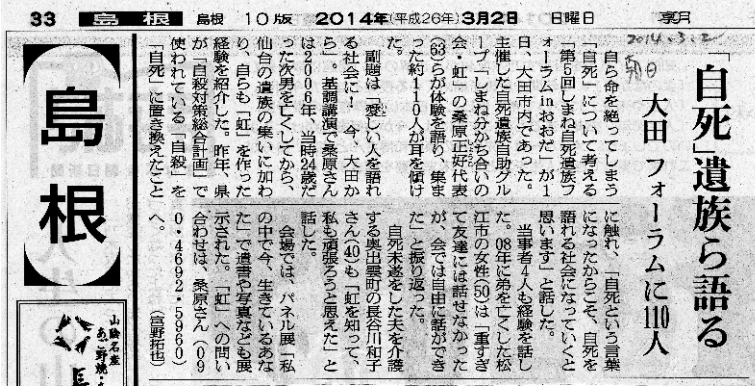 33 島根 島根 10版 2014年(平成26年)3月2日 日曜日 朝
2014.3.2
朝日
「自死」遺族ら語る
大田 フォーラムに110人
自ら命を絶ってしまう
「自死」について考える
「第5回しまね自死遺族フ
ォーラムinおおだ」が1
日、大田市内であった。
主催した自死遺族自助グル
ープ「しまね分かち合いの
会・虹」の桑原正好代表
(63)らが体験を語り、集ま
った約110人が耳を傾け
た。
副題は「愛しい人を語れ
る社会に! 今、大田か
ら」。基調講演で桑原さん
は2006年、当時24歳だ
った次男を亡くしてから、
仙台の遺族の集いに加わ
り、自らも「虹」を作った
経験を紹介した。昨年、県
が「自殺対策総合計画」で
使われている「自殺」を
「自死」に置き換えたこと
に触れ、「自死という言葉
になったからこそ、自死を
語れる社会になっていくと
思います」と話した。
当事者4人も経験を話し
た。08年に弟を亡くした松
江市の女性(50)は「重すぎ
て友達には話せなかった
が、会では自由に話ができ
た」と振り返った。
自死未遂をした夫を介護
する奥出雲町の長谷川和子
さん(40)も「虹を知って、
私も頑張ろうと思えた」と
話した。
会場では、パネル展「私
の中で今、生きているあな
た」で遺書や写真なども展
示された。「虹」への問い
合わせは、桑原さん(09
0・4692・5960)
へ。 (菅野拓也)
島根
山陰名産
あご野焼・